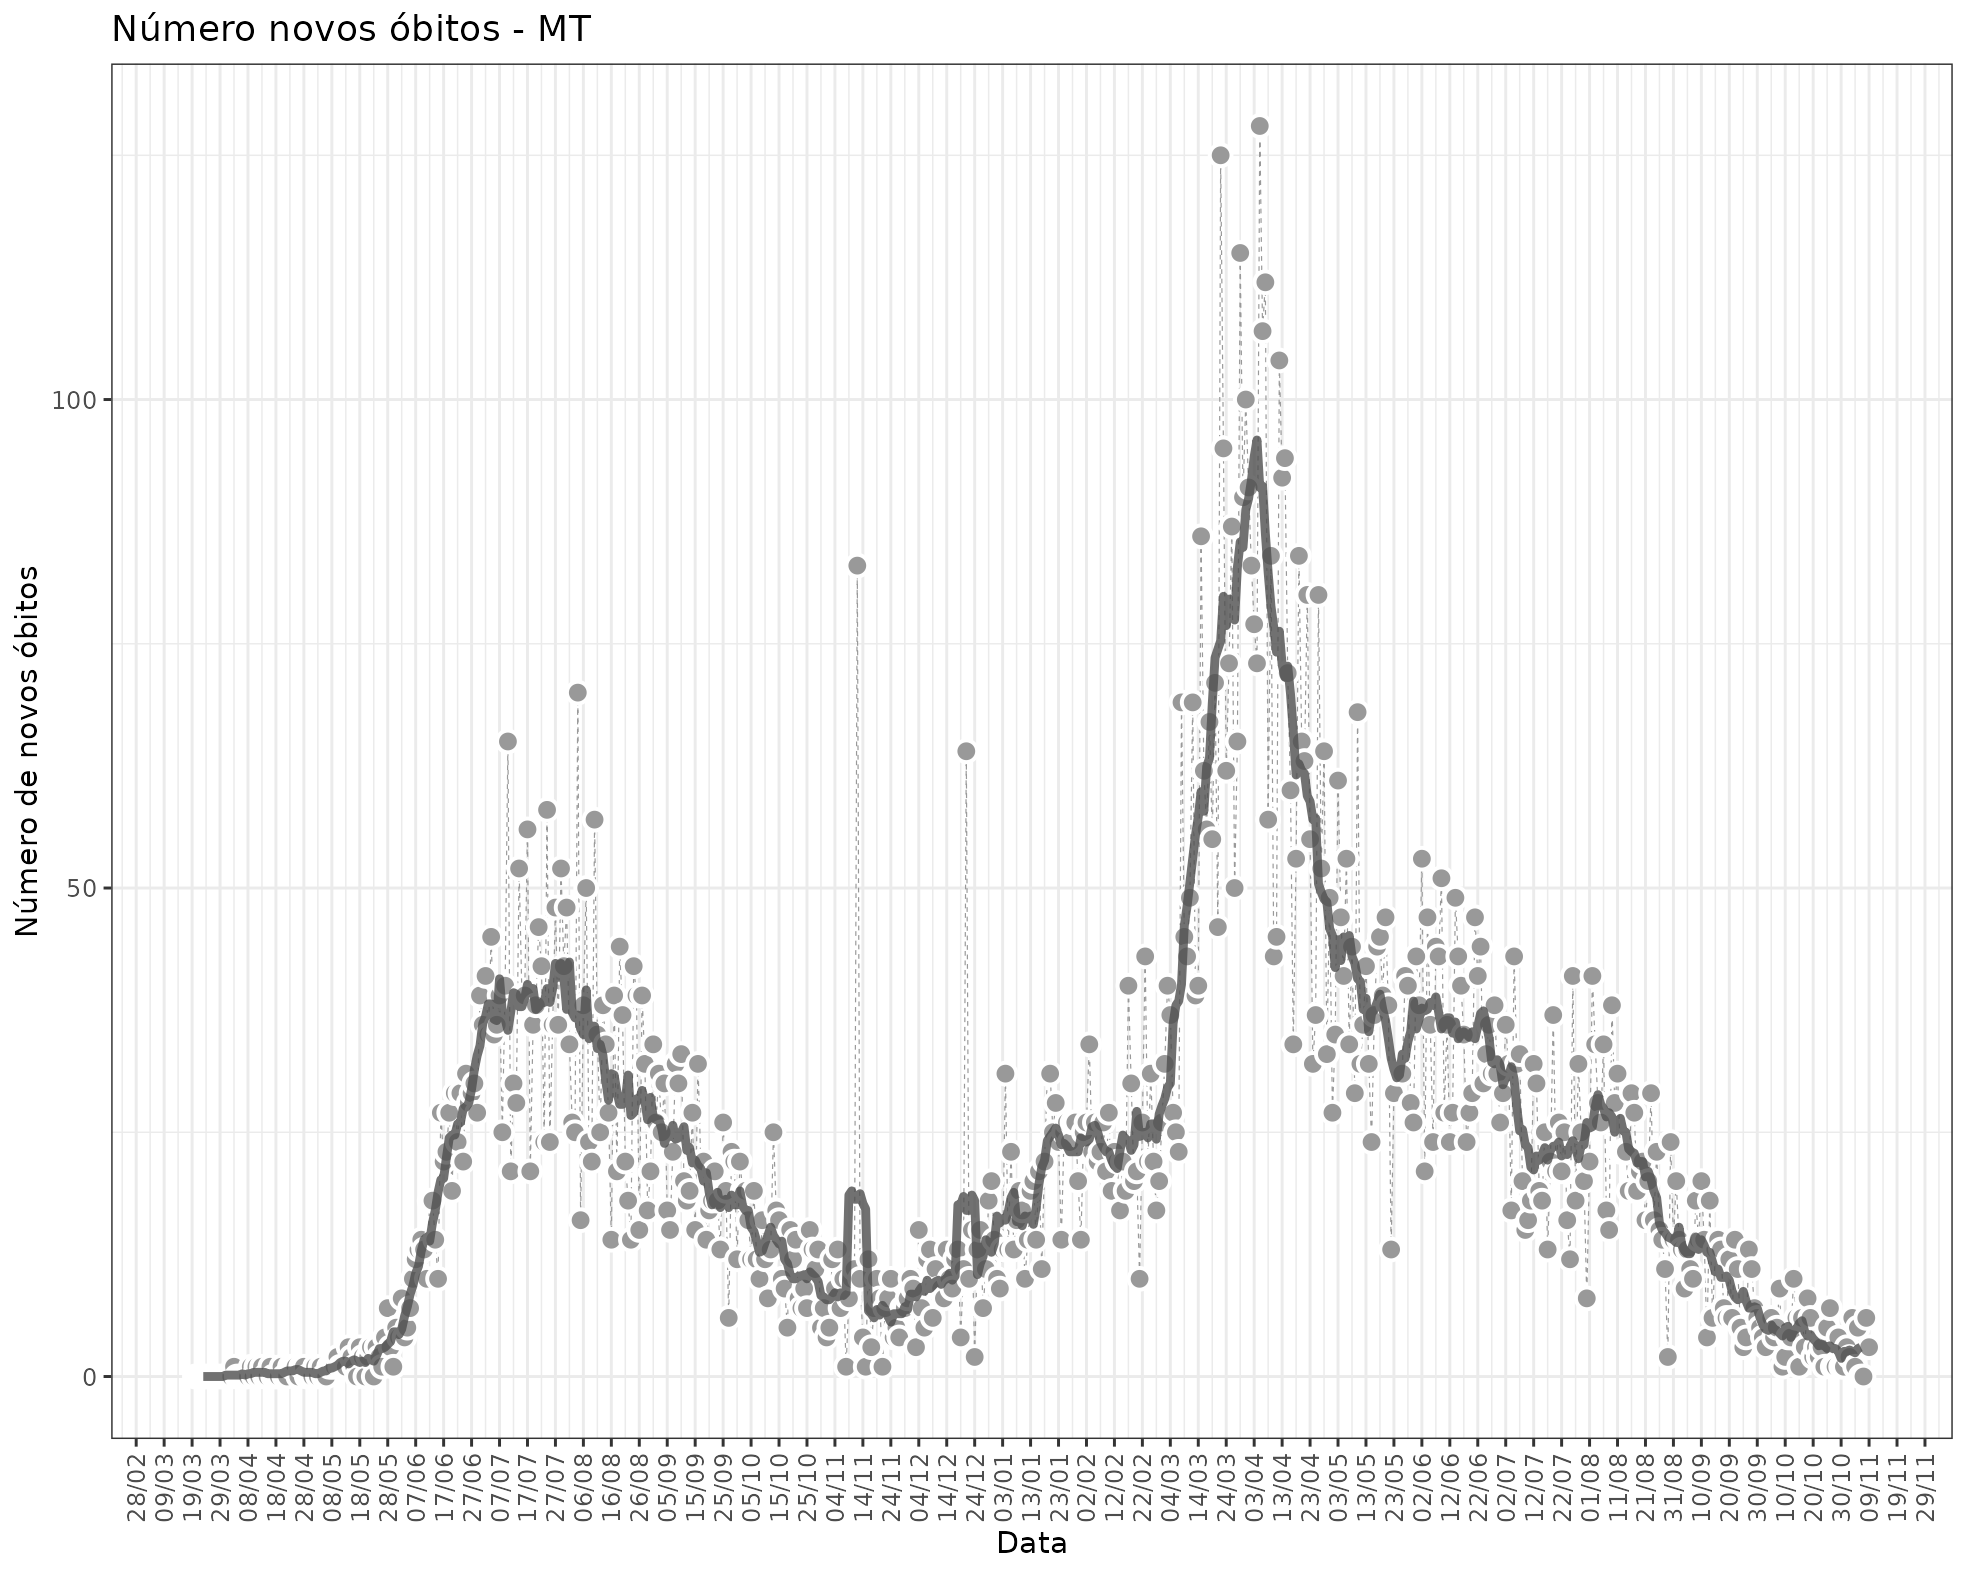 Número novos óbitos - MT
Número de novos óbitos
100
50
0
28/02 09/03 19/03 29/03 08/04 18/04 28/04 08/05 18/05 28/05 07/06 17/06 27/06 07/07 17/07 27/07 06/08 16/08 26/08 05/09 15/09 25/09 05/10 15/10 25/10 04/11 14/11 24/11 04/12 14/12 24/12 03/01 13/01 23/01 02/02 12/02 22/02 04/03 14/03 24/03 03/04 13/04 23/04 03/05 13/05 23/05 02/06 12/06 22/06 02/07 12/07 22/07 01/08 11/08 21/08 31/08 10/09 20/09 30/09 10/10 20/10 30/10 09/11 19/11 29/11
Data